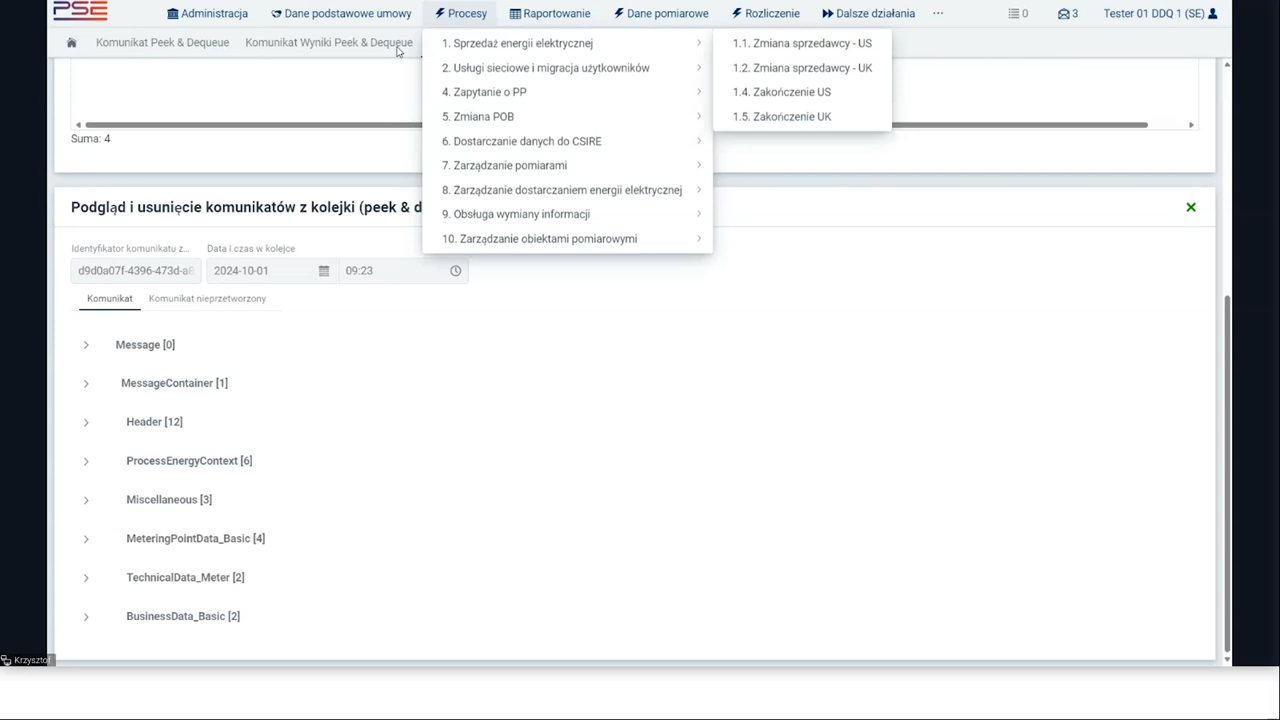 PSE
Administracja
Dane podstawowe umowy
Procesy
Raportowanie
Dane pomiarowe
Rozliczenie
Dalsze działania
...
0
3
Tester 01 DDQ 1 (SE)
Komunikat Peek & Dequeue
Komunikat Wyniki Peek & Dequeue
1. Sprzedaż energii elektrycznej
2. Usługi sieciowe i migracja użytkowników
4. Zapytanie o PP
5. Zmiana POB
6. Dostarczanie danych do CSIRE
7. Zarządzanie pomiarami
8. Zarządzanie dostarczaniem energii elektrycznej
9. Obsługa wymiany informacji
10. Zarządzanie obiektami pomiarowymi
1.1. Zmiana sprzedawcy - US
1.2. Zmiana sprzedawcy - UK
1.4. Zakończenie US
1.5. Zakończenie UK
Suma: 4
Podgląd i usunięcie komunikatów z kolejki (peek & d
Identyfikator komunikatu z...
Data i czas w kolejce
d9d0a07f-4396-473d-a8
2024-10-01
09:23
Komunikat
Komunikat nieprzetworzony
Message [0]
MessageContainer [1]
Header [12]
ProcessEnergyContext [6]
Miscellaneous [3]
MeteringPointData_Basic [4]
TechnicalData_Meter [2]
BusinessData_Basic [2]
Krzysztof